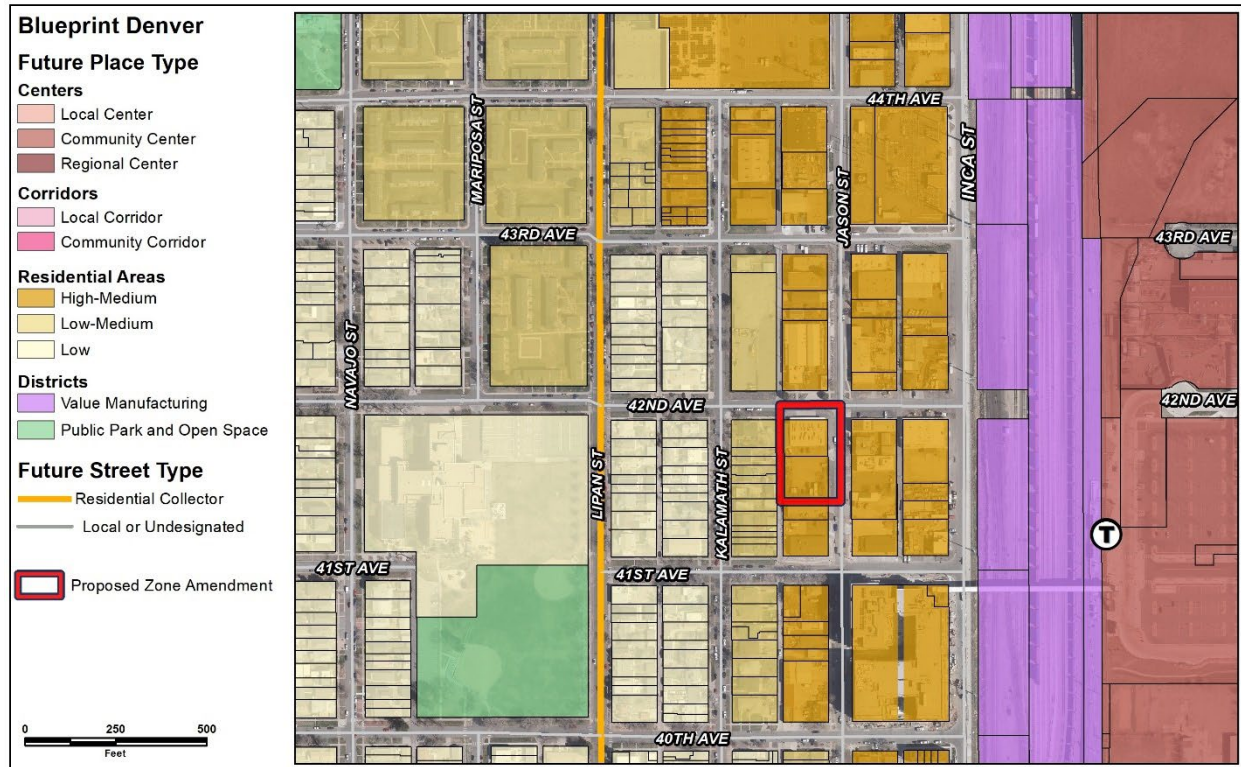 Blueprint Denver
Future Place Type
Centers
Local Center
Community Center
Regional Center
Corridors
Local Corridor
Community Corridor
Residential Areas
High-Medium
Low-Medium
Low
Districts
Value Manufacturing
Public Park and Open Space
Future Street Type
Residential Collector
Local or Undesignated
Proposed Zone Amendment
0 250 500
Feet
44TH AVE
MARIPOSA ST
INCA ST
JASON ST
43RD AVE
43RD AVE
NAVAJO ST
42ND AVE
42ND AVE
LIPAN ST
KALAMATH ST
T
41ST AVE
41ST AVE
40TH AVE